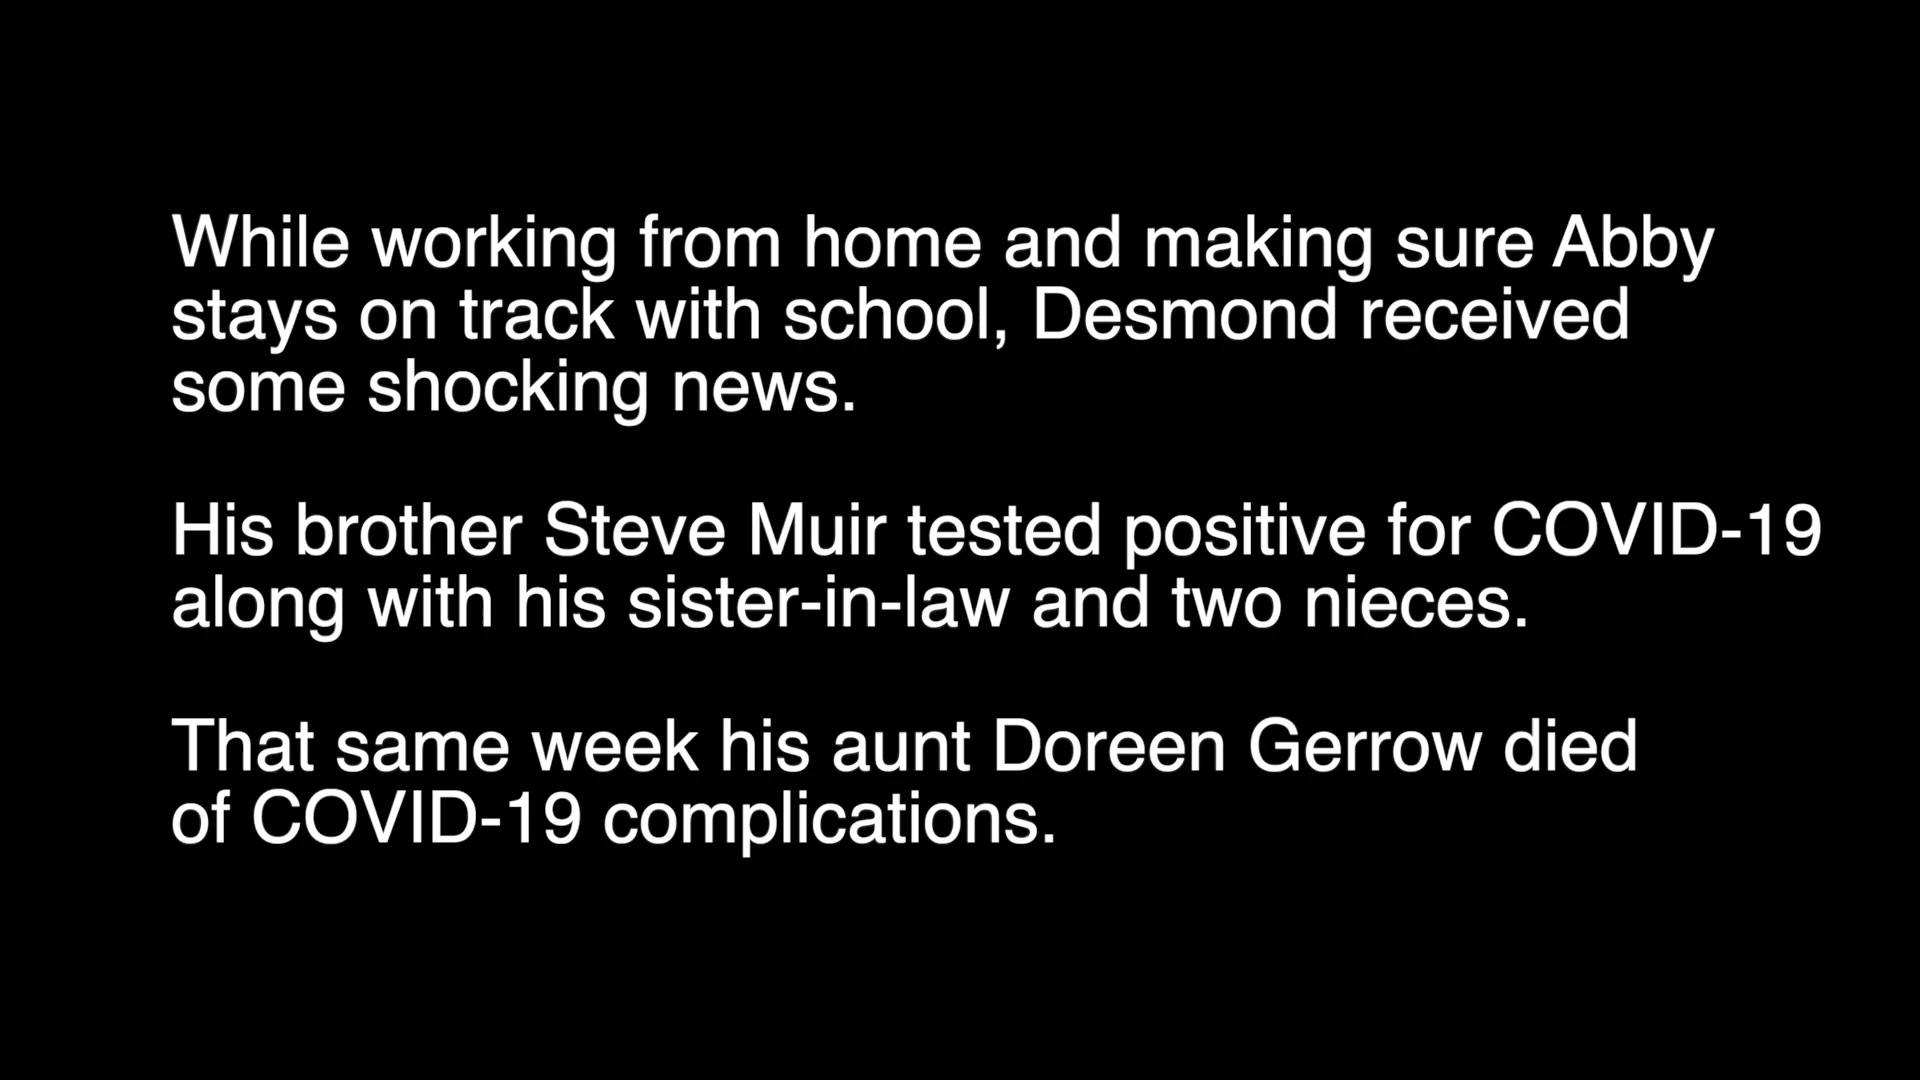 While working from home and making sure Abby
stays on track with school, Desmond received
some shocking news.
His brother Steve Muir tested positive for COVID-19
along with his sister-in-law and two nieces.
That same week his aunt Doreen Gerrow died
of COVID-19 complications.